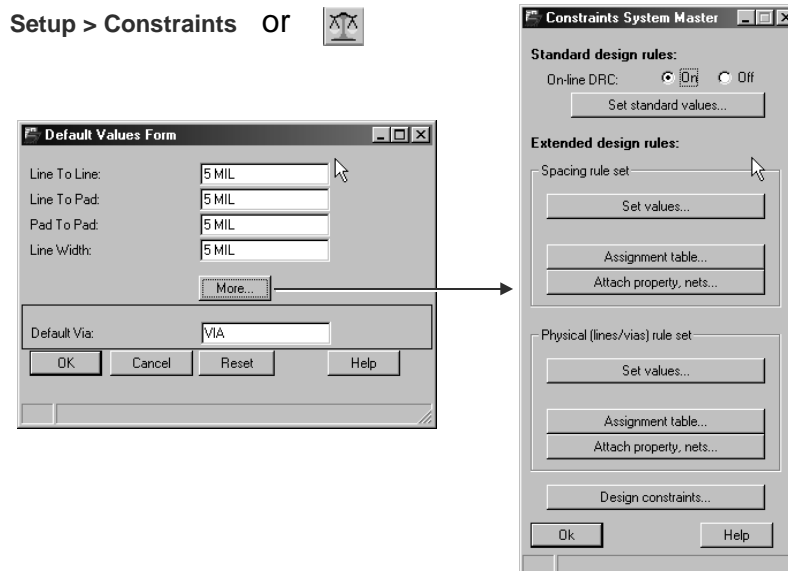 Setup > Constraints or
Default Values Form
Line To Line: 5 MIL
Line To Pad: 5 MIL
Pad To Pad: 5 MIL
Line Width: 5 MIL
More...
Default Via: VIA
OK Cancel Reset Help
Constraints System Master
Standard design rules:
On-line DRC: On Off
Set standard values...
Extended design rules:
Spacing rule set
Set values...
Assignment table...
Attach property, nets...
Physical (lines/vias) rule set
Set values...
Assignment table...
Attach property, nets...
Design constraints...
Ok Help